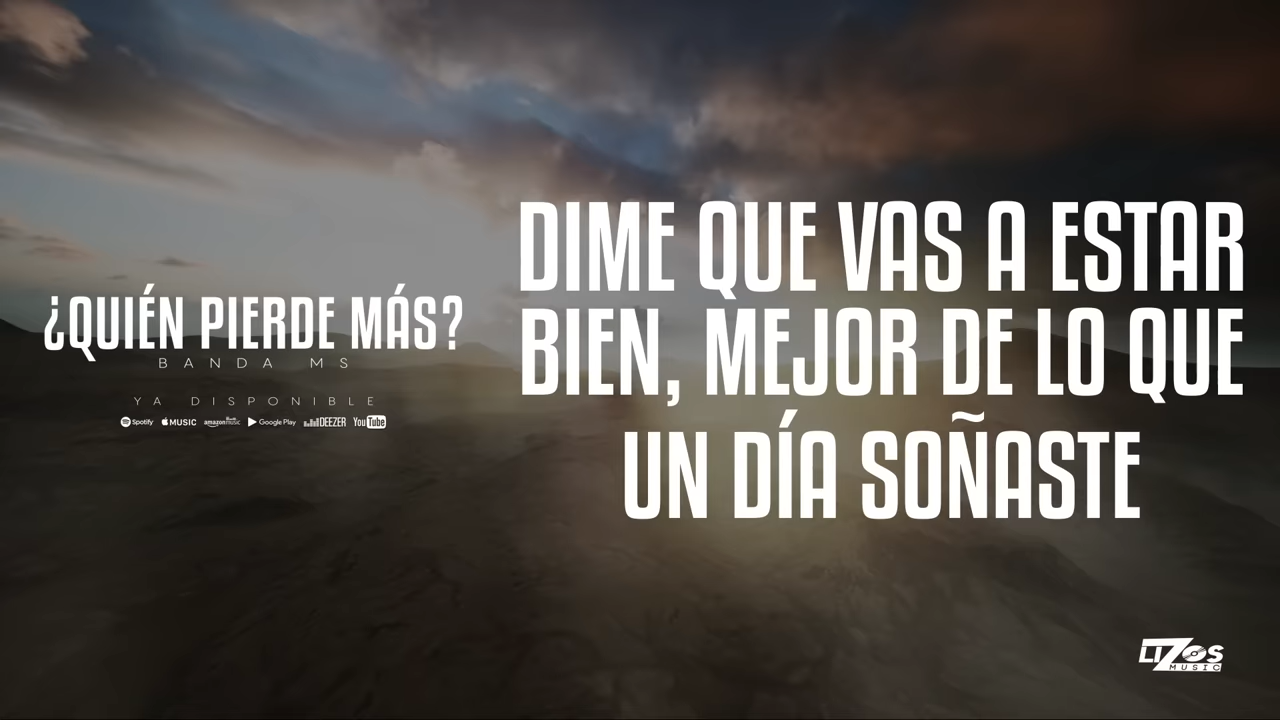 ¿QUIÉN PIERDE MÁS?
BANDA MS
YA DISPONIBLE
Spotify MUSIC amazon music Google Play DEEZER YouTube
DIME QUE VAS A ESTAR
BIEN, MEJOR DE LO QUE
UN DÍA SOÑASTE
LIZOS
MUSIC